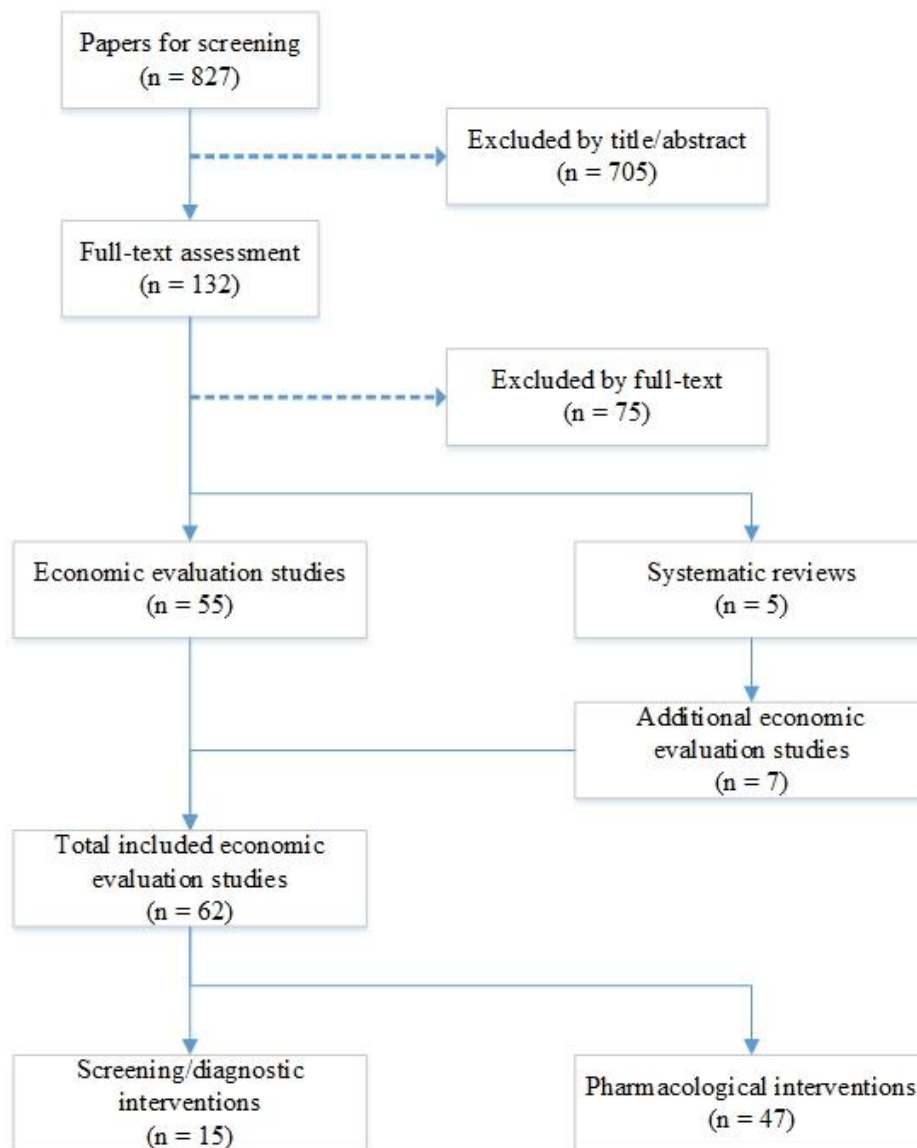 Papers for screening
(n = 827)
Excluded by title/abstract
(n = 705)
Full-text assessment
(n = 132)
Excluded by full-text
(n = 75)
Economic evaluation studies
(n = 55)
Systematic reviews
(n = 5)
Additional economic
evaluation studies
(n = 7)
Total included economic
evaluation studies
(n = 62)
Screening/diagnostic
interventions
(n = 15)
Pharmacological interventions
(n = 47)